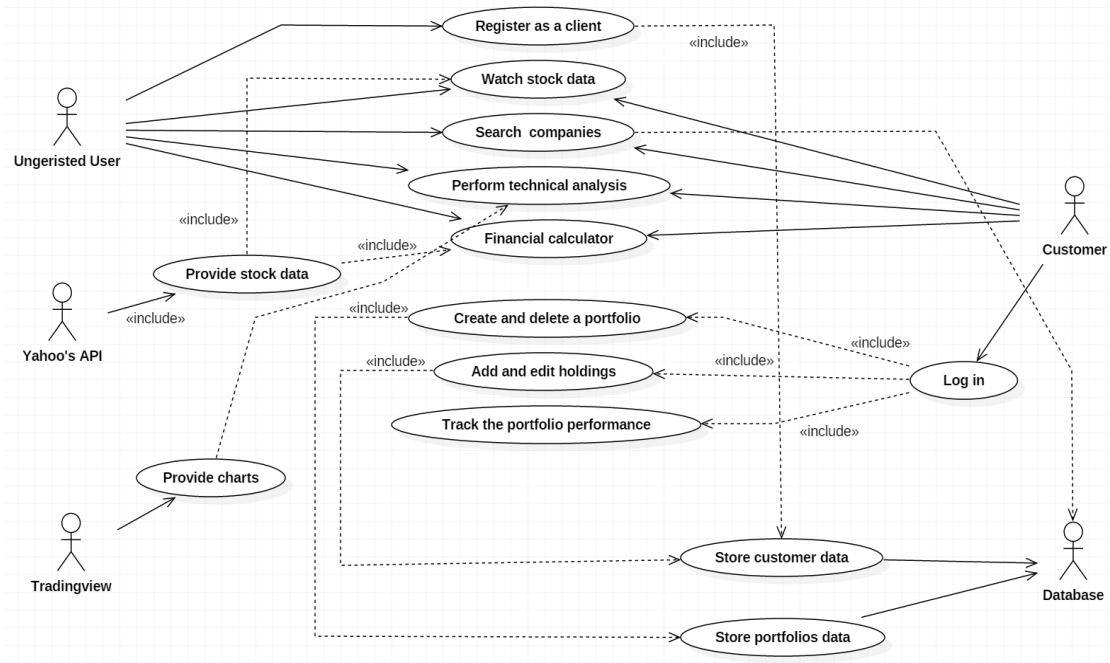 Register as a client
«include»
Watch stock data
Ungeristed User
Search  companies
Perform technical analysis
«include»
Financial calculator
«include»
Customer
Provide stock data
«include»
Yahoo's API
«include»
Create and delete a portfolio
«include»
«include»
Add and edit holdings
«include»
Log in
Track the portfolio performance
«include»
Provide charts
Tradingview
Store customer data
Database
Store portfolios data